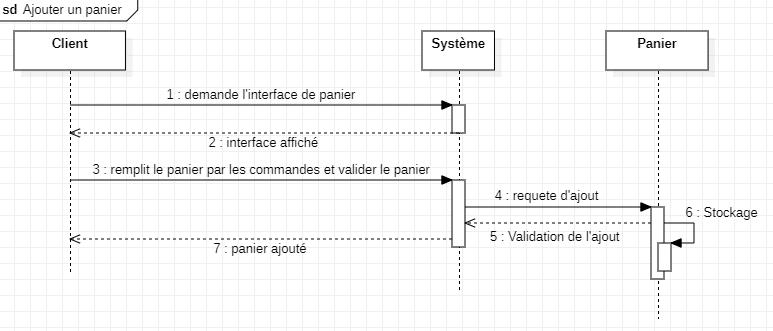 sd Ajouter un panier
Client
Système
Panier
1 : demande l'interface de panier
2 : interface affiché
3 : remplit le panier par les commandes et valider le panier
4 : requete d'ajout
6 : Stockage
5 : Validation de l'ajout
7 : panier ajouté